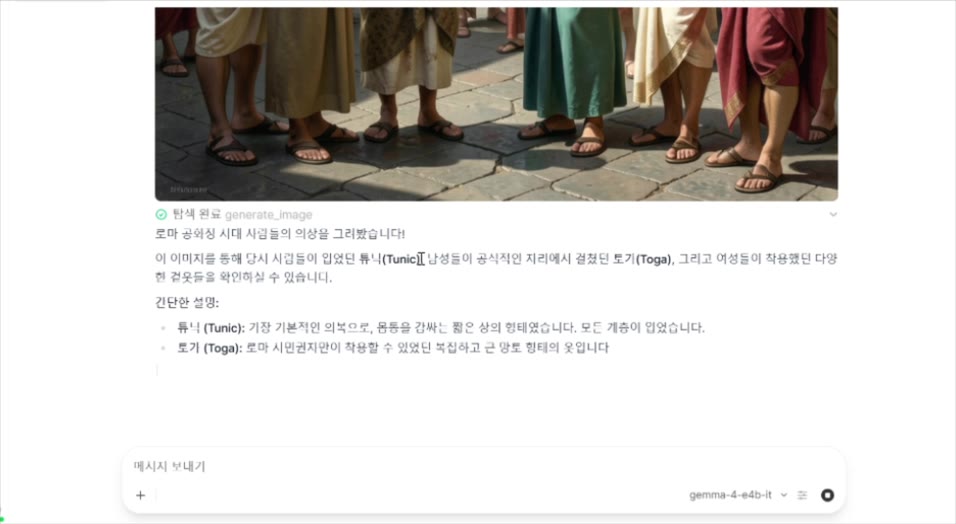 탐색 완료 generate_image
로마 공화정 시대 사람들의 의상을 그려봤습니다!
이 이미지를 통해 당시 사람들이 입었던 튜닉(Tunic), 남성들이 공식적인 자리에서 걸쳤던 토가(Toga), 그리고 여성들이 착용했던 다양
한 겉옷들을 확인하실 수 있습니다.
간단한 설명:
튜닉 (Tunic): 가장 기본적인 의복으로, 몸통을 감싸는 짧은 상의 형태였습니다. 모든 계층이 입었습니다.
토가 (Toga): 로마 시민권자만이 착용할 수 있었던 복잡하고 큰 망토 형태의 옷입니다
메시지 보내기
gemma-4-e4b-it